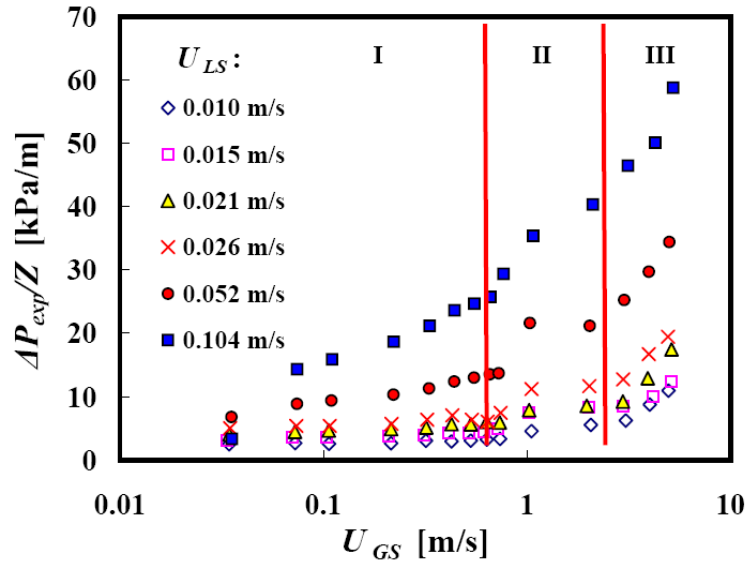 70
60
50
40
30
20
10
0
ΔP_exp/Z [kPa/m]
I II III
U_LS:
0.010 m/s
0.015 m/s
0.021 m/s
0.026 m/s
0.052 m/s
0.104 m/s
0.01 0.1 1 10
U_GS [m/s]